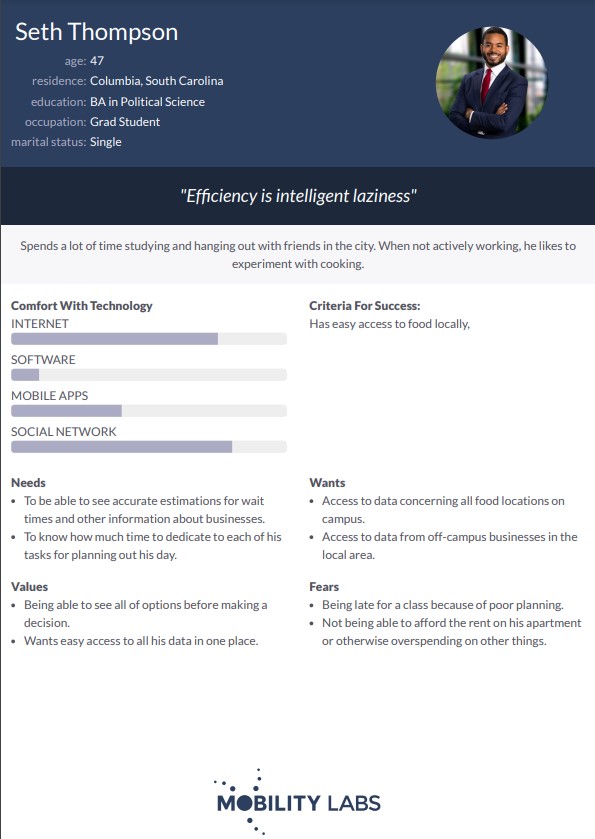 Seth Thompson
age: 47
residence: Columbia, South Carolina
education: BA in Political Science
occupation: Grad Student
marital status: Single
"Efficiency is intelligent laziness"
Spends a lot of time studying and hanging out with friends in the city. When not actively working, he likes to
experiment with cooking.
Comfort With Technology
INTERNET
SOFTWARE
MOBILE APPS
SOCIAL NETWORK
Criteria For Success:
Has easy access to food locally,
Needs
• To be able to see accurate estimations for wait
times and other information about businesses.
• To know how much time to dedicate to each of his
tasks for planning out his day.
Wants
• Access to data concerning all food locations on
campus.
• Access to data from off-campus businesses in the
local area.
Values
• Being able to see all of options before making a
decision.
• Wants easy access to all his data in one place.
Fears
• Being late for a class because of poor planning.
• Not being able to afford the rent on his apartment
or otherwise overspending on other things.
MOBILITY LABS